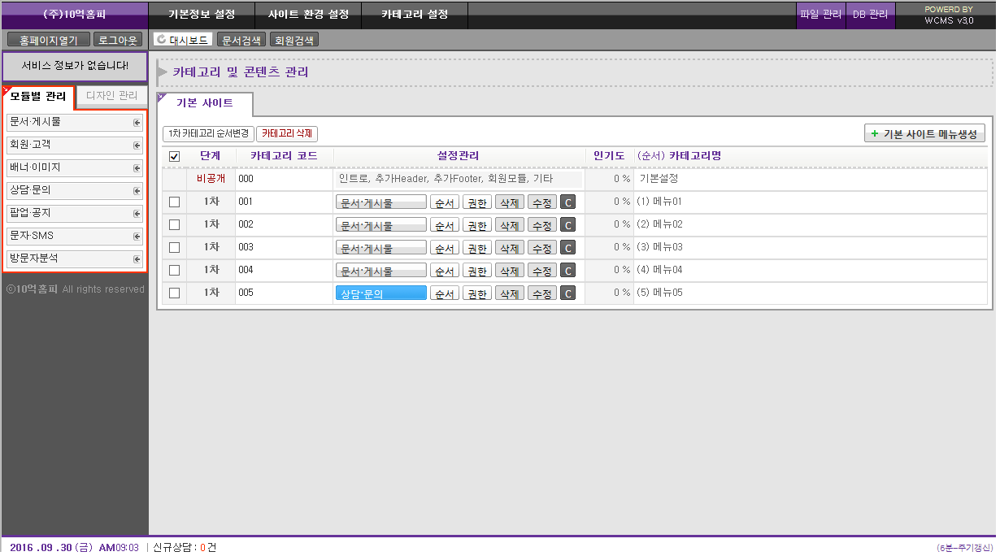 (주)10억홈피 기본정보 설정 사이트 환경 설정 카테고리 설정 파일 관리 DB 관리 POWERD BY
WCMS v3.0
홈페이지열기 로그아웃 대시보드 문서검색 회원검색
서비스 정보가 없습니다!
모듈별 관리 디자인 관리
문서·게시물
회원·고객
배너·이미지
상담·문의
팝업·공지
문자·SMS
방문자분석
ⓒ10억홈피 All rights reserved
카테고리 및 콘텐츠 관리
기본 사이트
1차 카테고리 순서변경 카테고리 삭제 + 기본 사이트 메뉴생성
단계 카테고리 코드 설정관리 인기도 (순서) 카테고리명
비공개 000 인트로, 추가Header, 추가Footer, 회원모듈, 기타 0 % 기본설정
1차 001 문서·게시물 순서 권한 삭제 수정 C 0 % (1) 메뉴01
1차 002 문서·게시물 순서 권한 삭제 수정 C 0 % (2) 메뉴02
1차 003 문서·게시물 순서 권한 삭제 수정 C 0 % (3) 메뉴03
1차 004 문서·게시물 순서 권한 삭제 수정 C 0 % (4) 메뉴04
1차 005 상담·문의 순서 권한 삭제 수정 C 0 % (5) 메뉴05
2016 .09 .30 (금) AM09:03 | 신규상담 : 0 건 (6분-주기갱신)